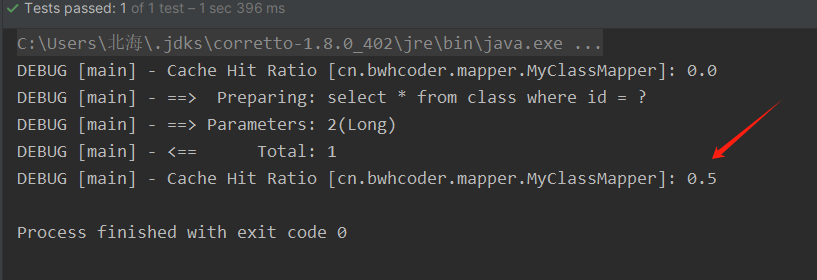 Tests passed: 1 of 1 test – 1 sec 396 ms
C:\Users\北海\.jdks\corretto-1.8.0_402\jre\bin\java.exe ...
DEBUG [main] - Cache Hit Ratio [cn.bwhcoder.mapper.MyClassMapper]: 0.0
DEBUG [main] - ==>  Preparing: select * from class where id = ?
DEBUG [main] - ==> Parameters: 2(Long)
DEBUG [main] - <==      Total: 1
DEBUG [main] - Cache Hit Ratio [cn.bwhcoder.mapper.MyClassMapper]: 0.5
Process finished with exit code 0